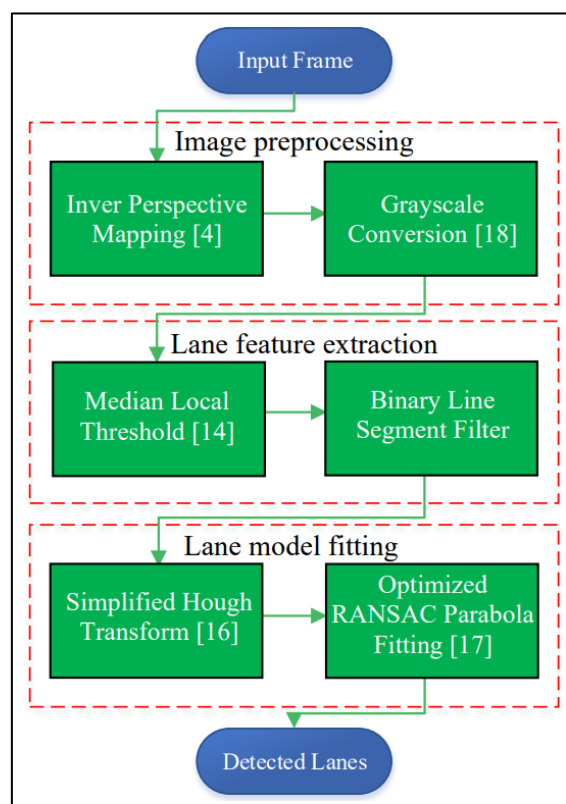 Input Frame
Image preprocessing
Inver Perspective
Mapping [4]
Grayscale
Conversion [18]
Lane feature extraction
Median Local
Threshold [14]
Binary Line
Segment Filter
Lane model fitting
Simplified Hough
Transform [16]
Optimized
RANSAC Parabola
Fitting [17]
Detected Lanes